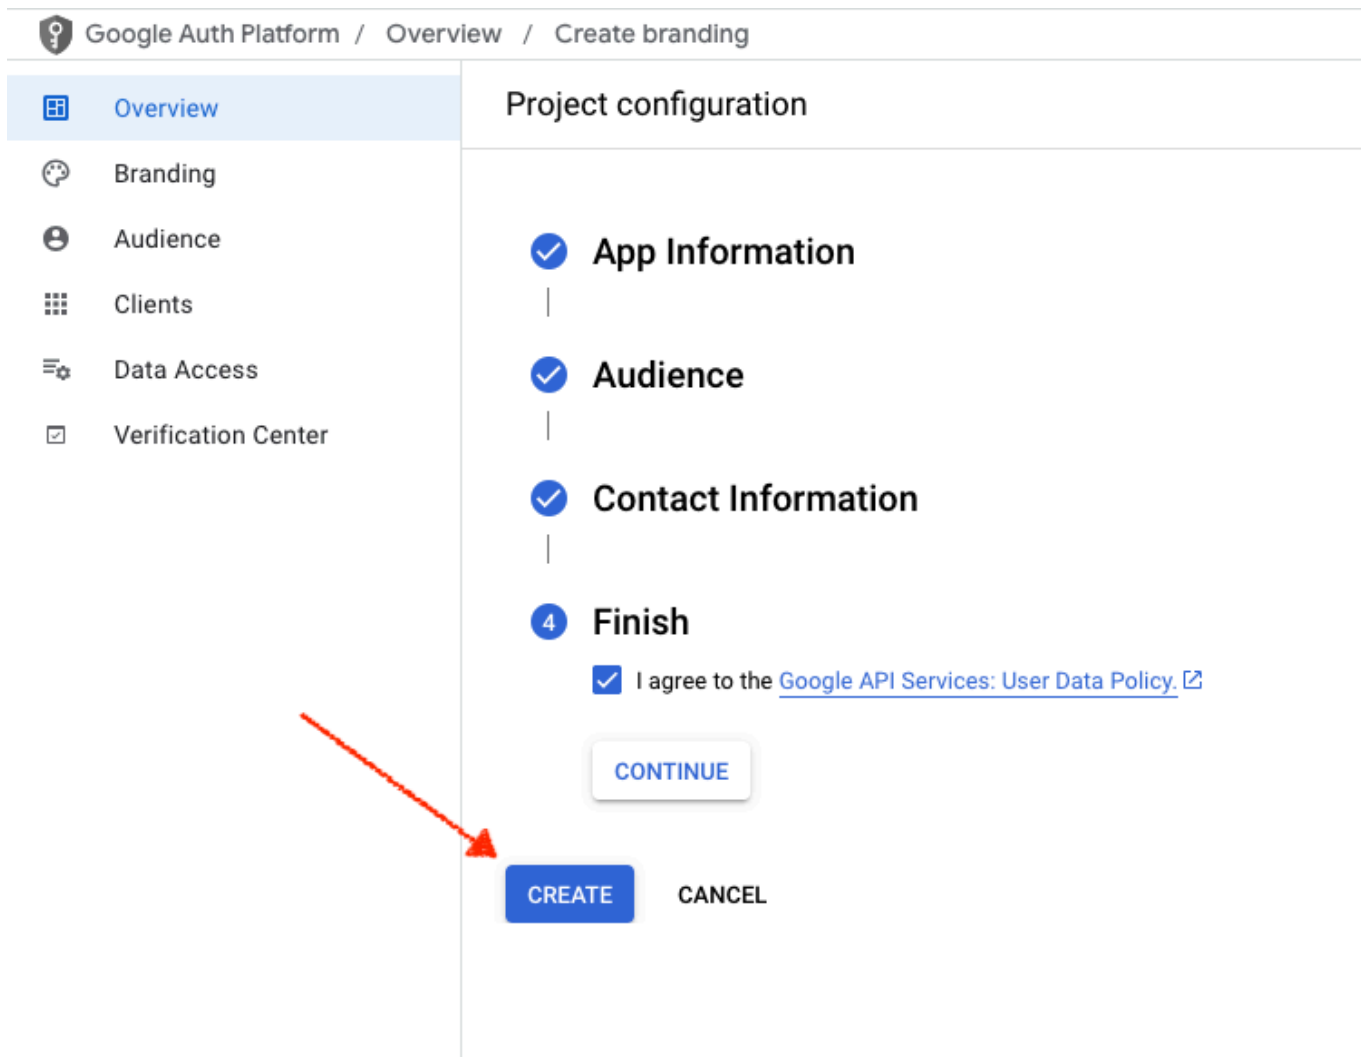 Google Auth Platform / Overview / Create branding
Overview
Branding
Audience
Clients
Data Access
Verification Center
Project configuration
App Information
Audience
Contact Information
4 Finish
I agree to the Google API Services: User Data Policy.
CONTINUE
CREATE CANCEL